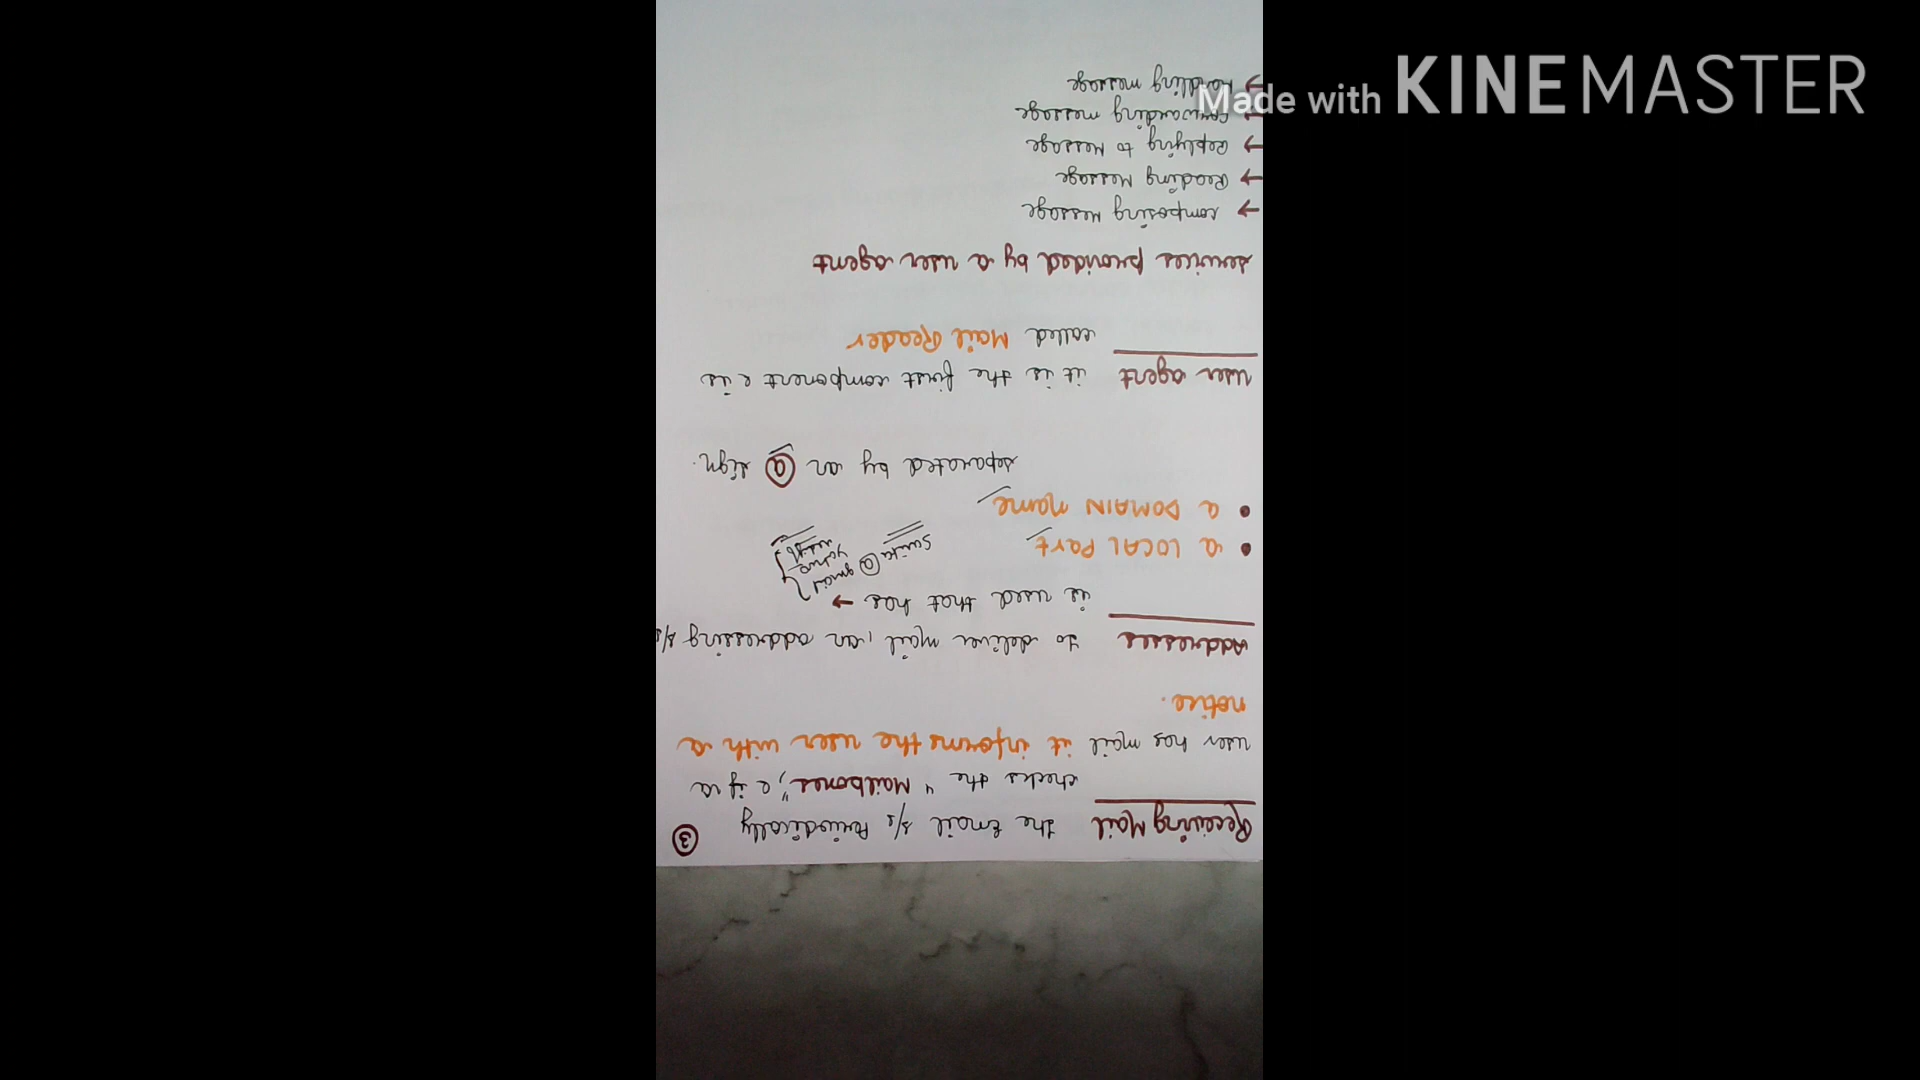 Made with KINEMASTER
③
Receiving Mail the Email s/s Periodically
checks the "Mailboxes", & if a
user has mail it informs the user with a
notice.
Addresses To deliver mail, an addressing s/s
is used that has →
• a LOCAL Part
sunita @ gmail
yahoo
• a DOMAIN name
separated by an @ sign.
user agent it is the first component & is
called Mail Reader
services provided by a user agent
→ composing Message
→ Reading Message
→ Replying to Message
→ forwarding message
→ handling message